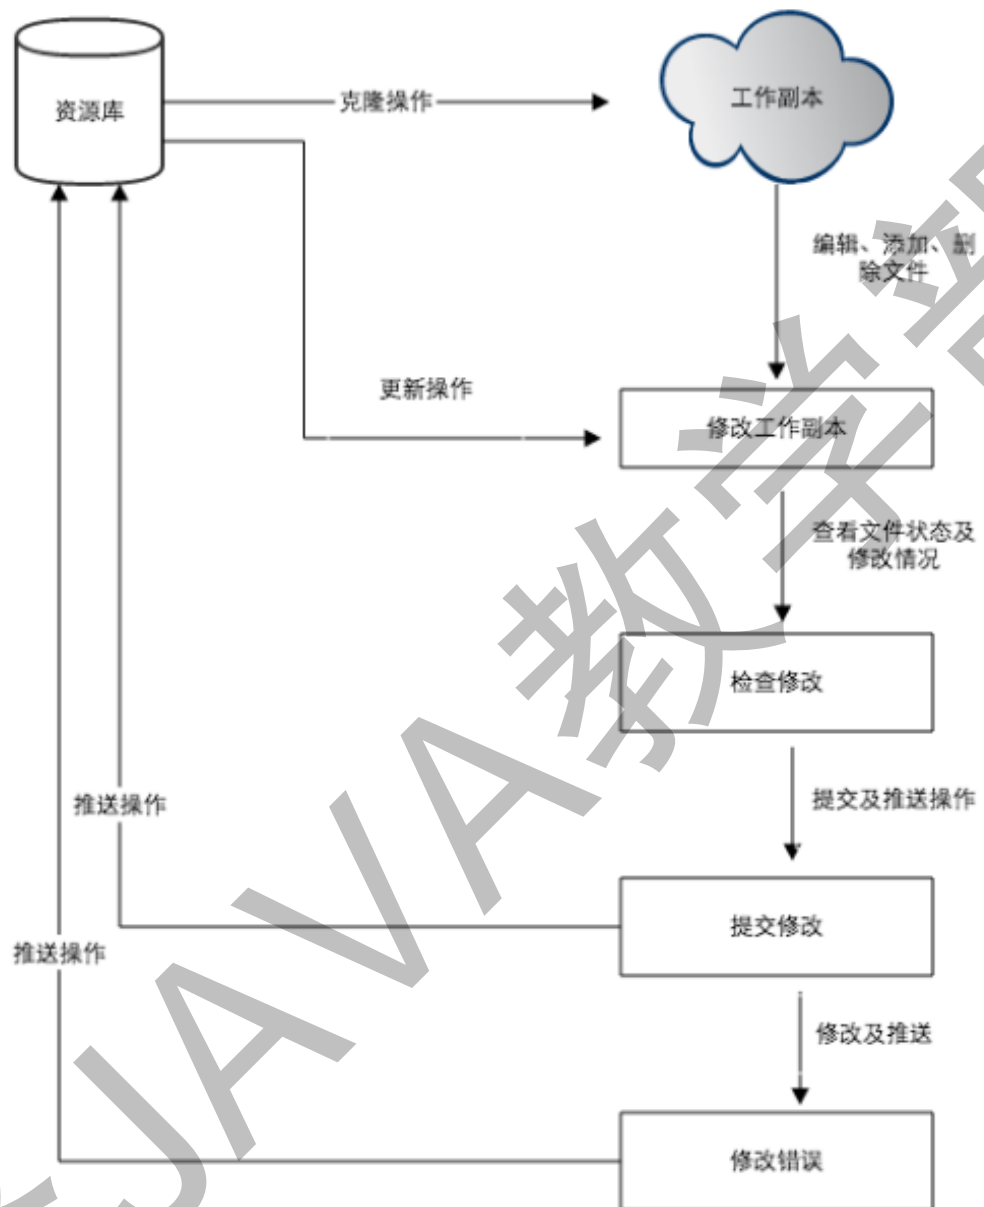 资源库
克隆操作
工作副本
编辑、添加、删
除文件
更新操作
修改工作副本
查看文件状态及
修改情况
检查修改
推送操作
提交及推送操作
提交修改
推送操作
修改及推送
修改错误
JAVA教学部